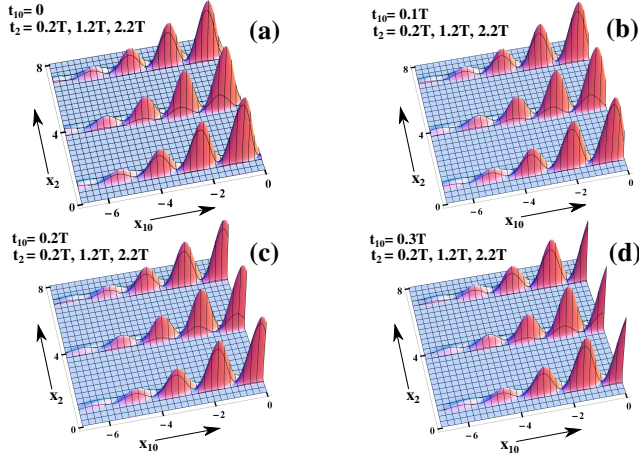 t10 = 0
t2 = 0.2T, 1.2T, 2.2T
(a)
8
4
0
x2
−6
−4
−2
0
x10
t10 = 0.1T
t2 = 0.2T, 1.2T, 2.2T
(b)
8
4
0
x2
−6
−4
−2
0
x10
t10 = 0.2T
t2 = 0.2T, 1.2T, 2.2T
(c)
8
4
0
x2
−6
−4
−2
0
x10
t10 = 0.3T
t2 = 0.2T, 1.2T, 2.2T
(d)
8
4
0
x2
−6
−4
−2
0
x10